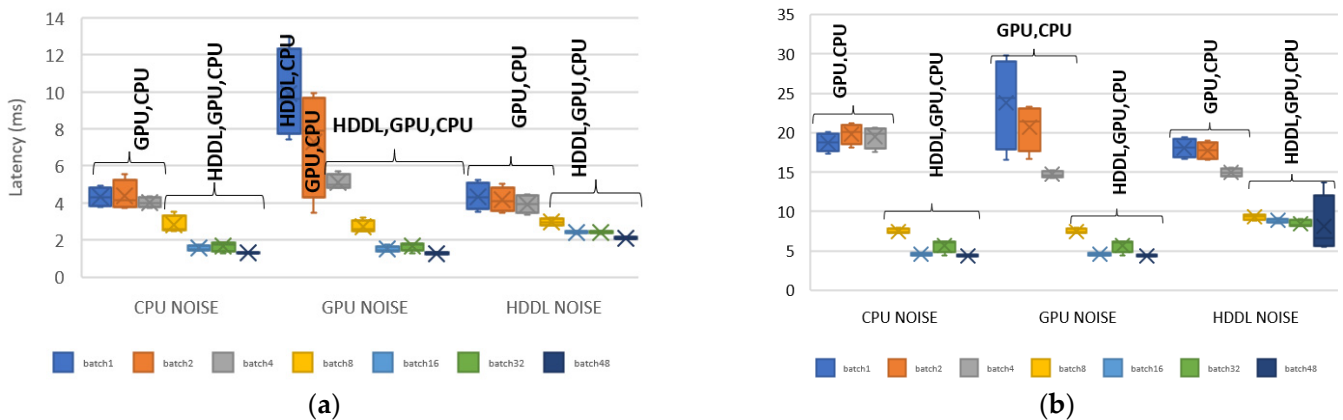 14
12
10
8
6
4
2
0
Latency (ms)
GPU,CPU
HDDL,GPU,CPU
HDDL,CPU
GPU,CPU
HDDL,GPU,CPU
GPU,CPU
HDDL,GPU,CPU
CPU NOISE
GPU NOISE
HDDL NOISE
batch1
batch2
batch4
batch8
batch16
batch32
batch48
(a)
35
30
25
20
15
10
5
0
GPU,CPU
HDDL,GPU,CPU
GPU,CPU
HDDL,GPU,CPU
GPU,CPU
HDDL,GPU,CPU
CPU NOISE
GPU NOISE
HDDL NOISE
batch1
batch2
batch4
batch8
batch16
batch32
batch48
(b)